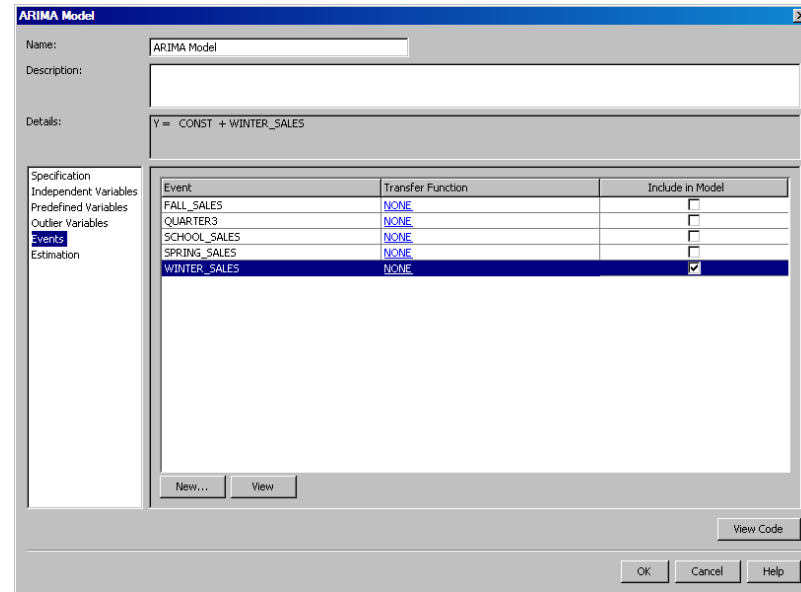 ARIMA Model
Name:
ARIMA Model
Description:
Details:
Y = CONST + WINTER_SALES
Specification
Independent Variables
Predefined Variables
Outlier Variables
Events
Estimation
Event Transfer Function Include in Model
FALL_SALES NONE
QUARTER3 NONE
SCHOOL_SALES NONE
SPRING_SALES NONE
WINTER_SALES NONE
New... View
View Code
OK Cancel Help